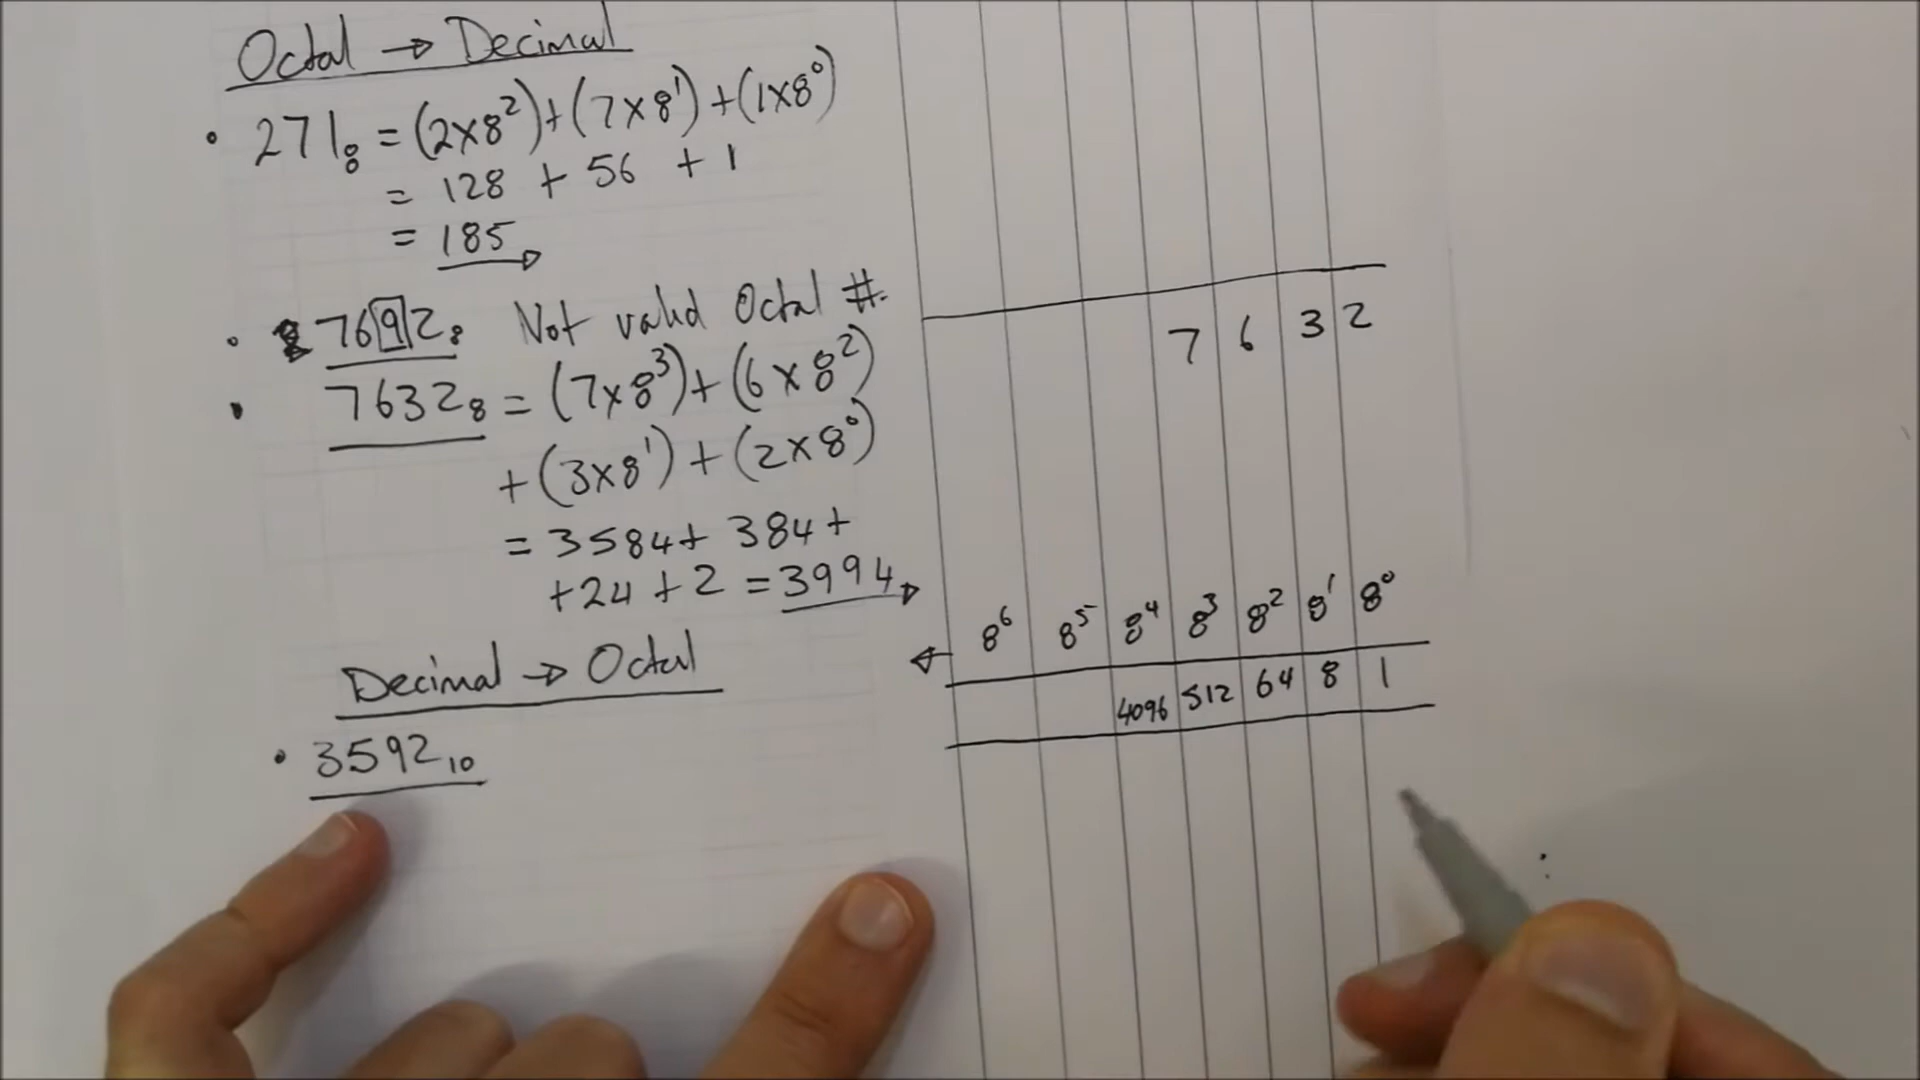 Octal → Decimal
• 271₈ = (2×8²)+(7×8¹)+(1×8⁰)
= 128 + 56 + 1
= 185
• 7692₈ Not valid Octal #.
• 7632₈ = (7×8³)+(6×8²)
+(3×8¹)+(2×8⁰)
= 3584+ 384+
+24+2 = 3994
Decimal → Octal
• 3592₁₀
7 6 3 2
8⁶ 8⁵ 8⁴ 8³ 8² 8¹ 8⁰
4096 512 64 8 1